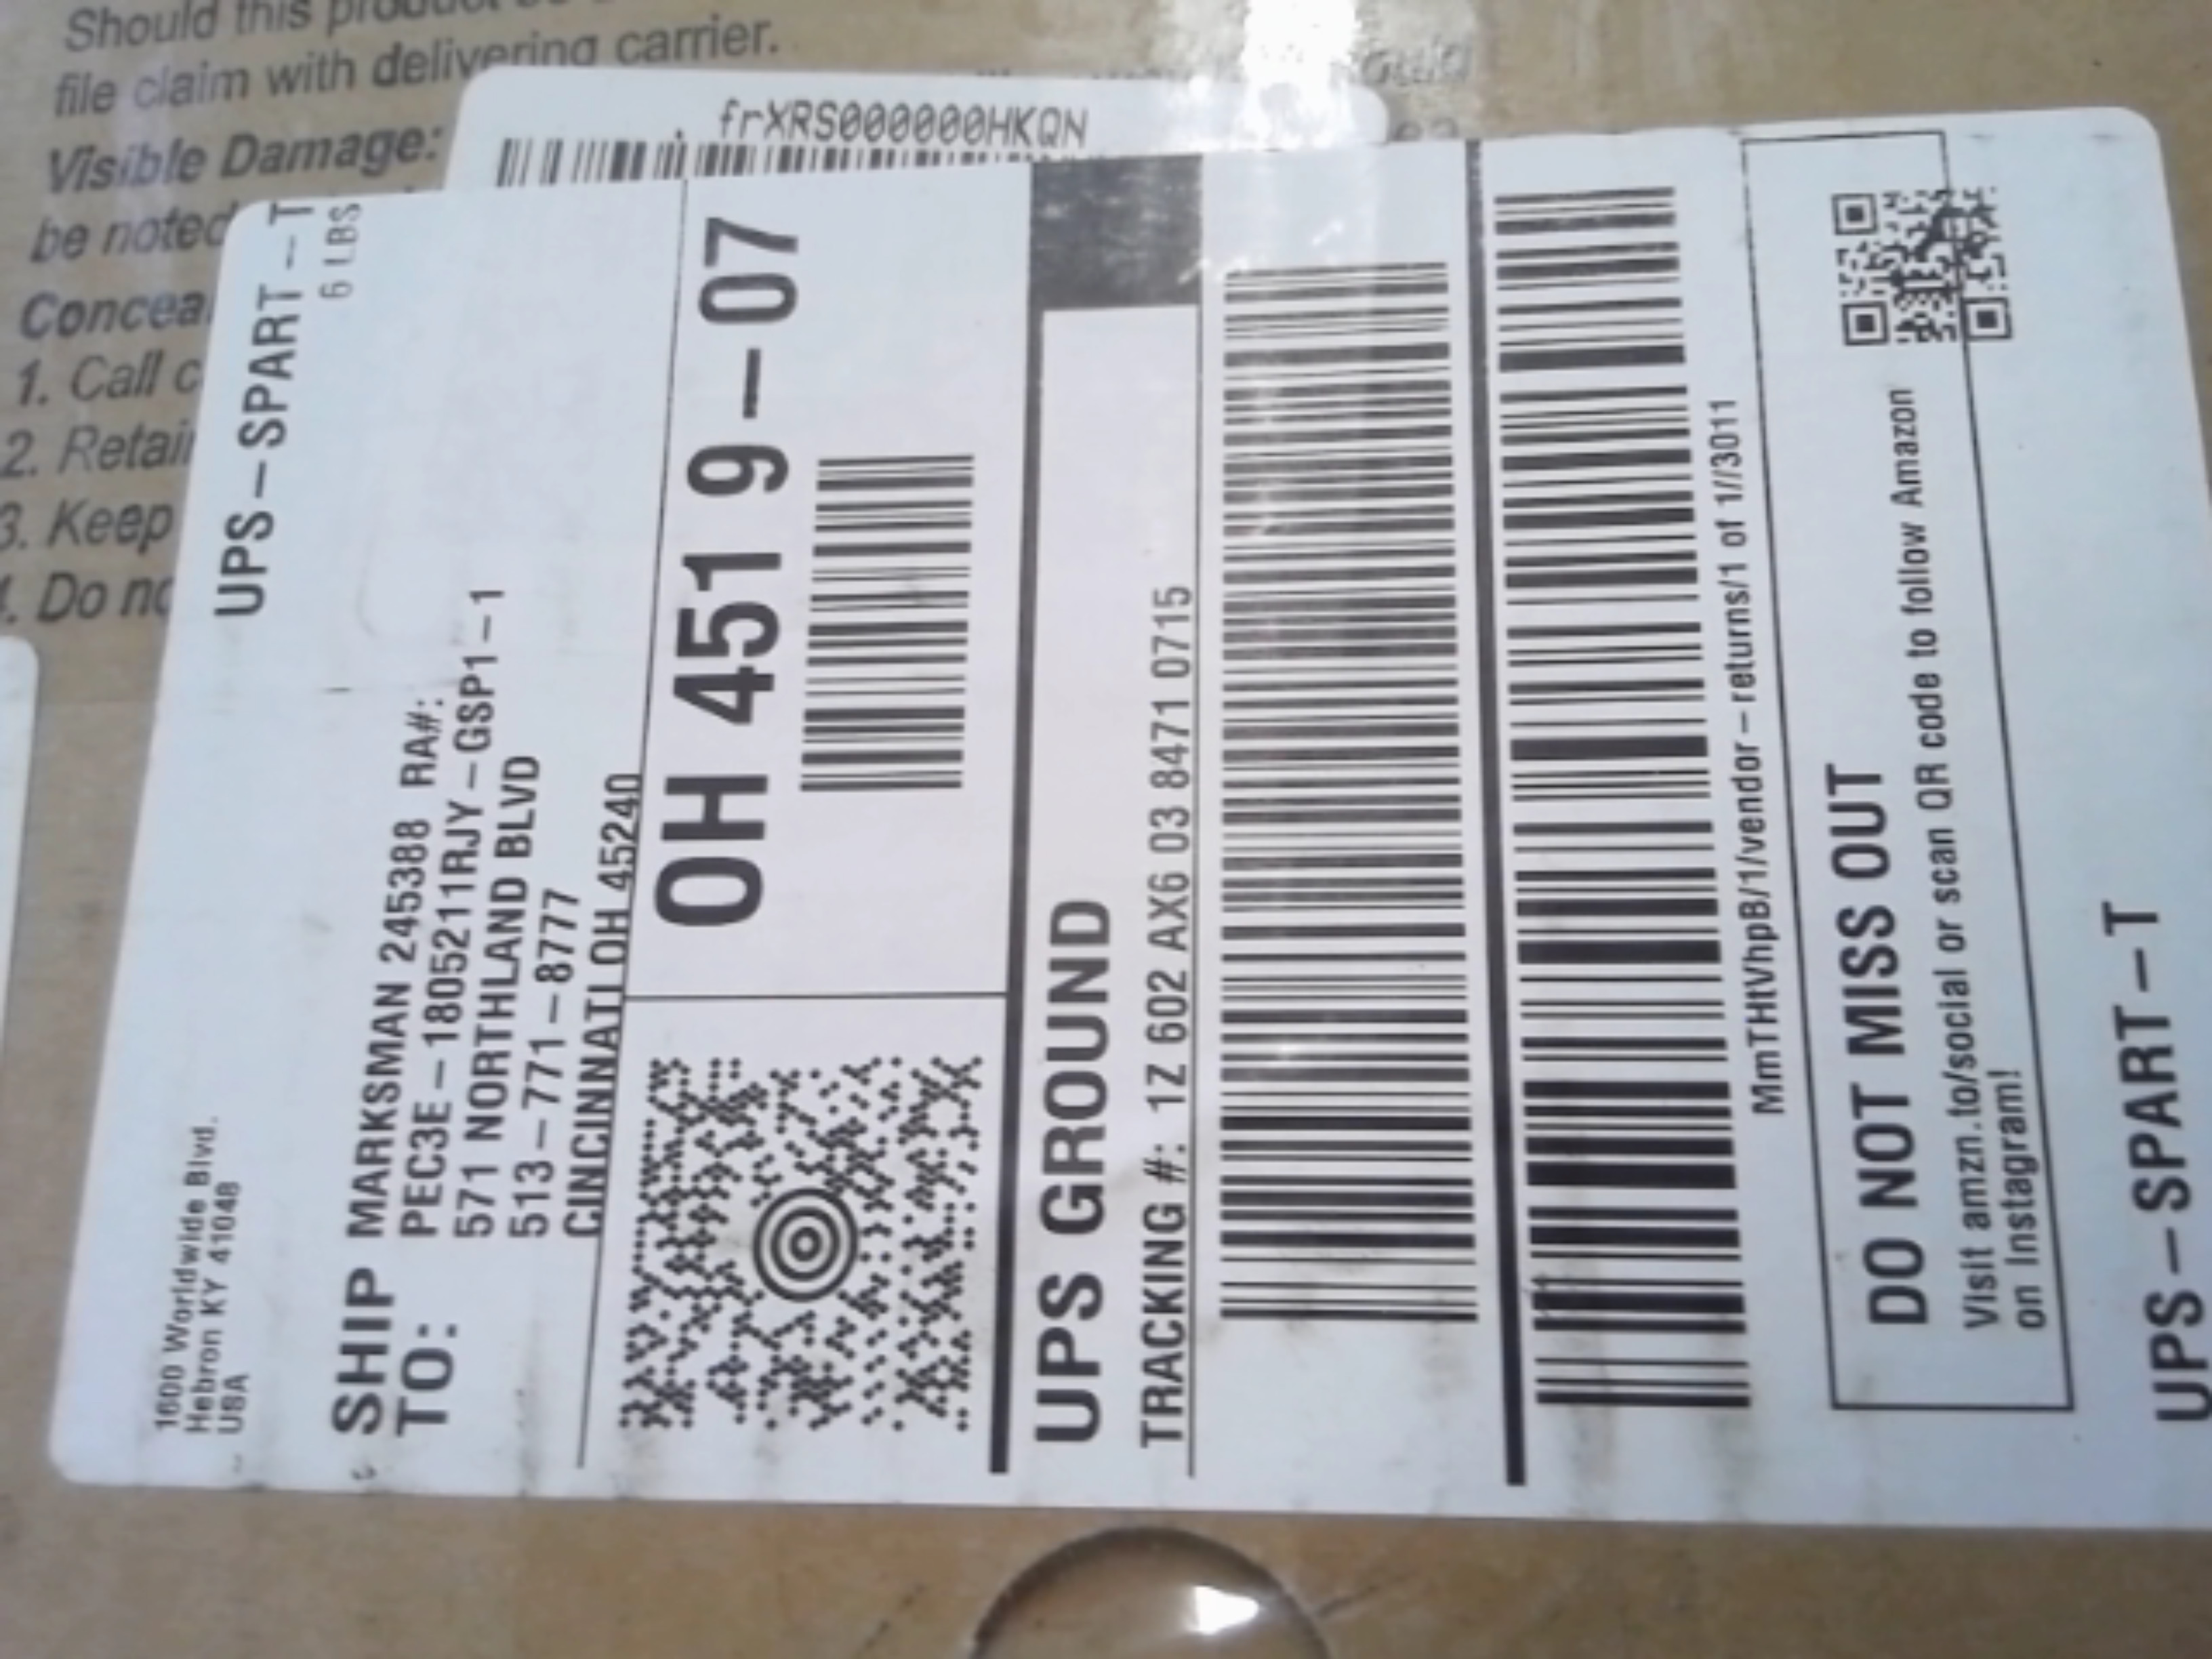 Should this product
file claim with delivering carrier.
Visible Damage:
be noted
Concea
1. Call c
2. Retain
3. Keep
. Do no
frXRS000000HKQN
UPS-SPART-T
6 LBS
1600 Worldwide Blvd.
Hebron KY 41048
USA
SHIP
TO:
MARKSMAN 245388 RA#:
PEC3E-1805211RJY-GSP1-1
571 NORTHLAND BLVD
513-771-8777
CINCINNATI OH 45240
OH 451 9-07
UPS GROUND
TRACKING #: 1Z 602 AX6 03 8471 0715
MmTHtVhpB/1/vendor-returns/1 of 1//3011
DO NOT MISS OUT
Visit amzn.to/social or scan QR code to follow Amazon
on Instagram!
UPS-SPART-T